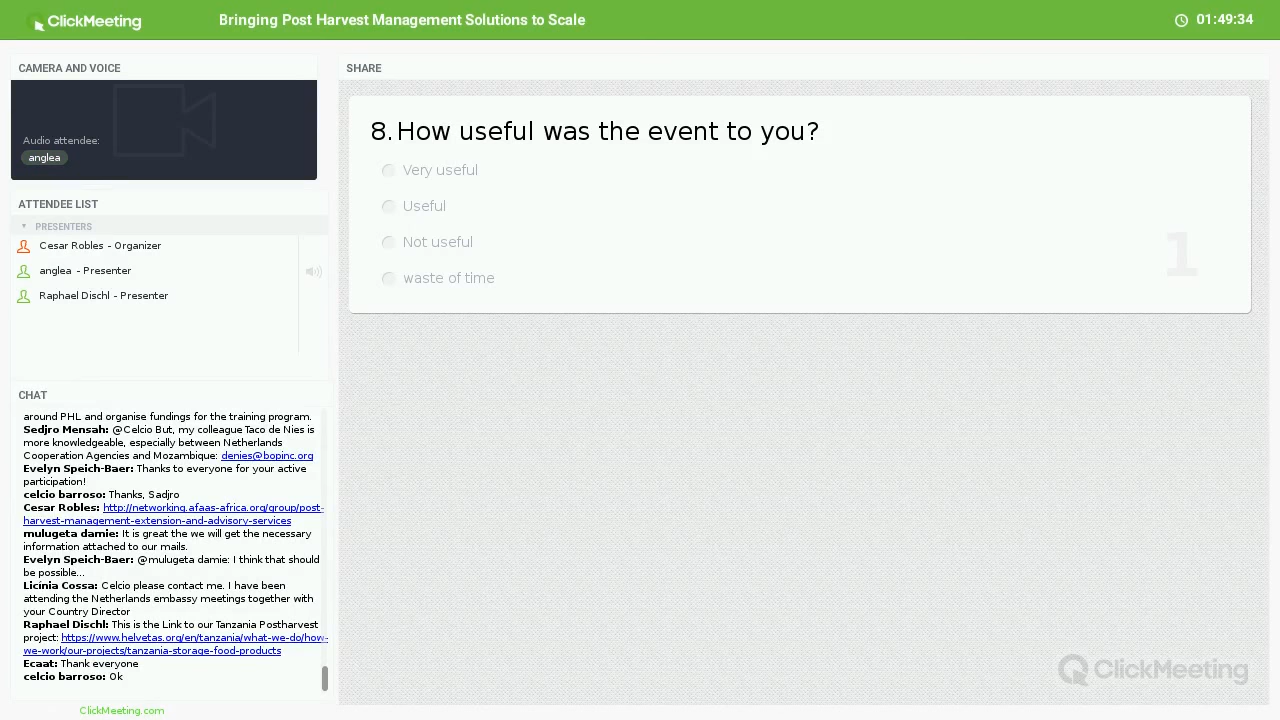 ClickMeeting
Bringing Post Harvest Management Solutions to Scale
01:49:34
CAMERA AND VOICE
Audio attendee:
anglea
ATTENDEE LIST
PRESENTERS
Cesar Robles - Organizer
anglea - Presenter
Raphael Dischl - Presenter
CHAT
around PHL and organise fundings for the training program.
Sedjro Mensah: @Celcio But, my colleague Taco de Nies is
more knowledgeable, especially between Netherlands
Cooperation Agencies and Mozambique: denies@bopinc.org
Evelyn Speich-Baer: Thanks to everyone for your active
participation!
celcio barroso: Thanks, Sadjro
Cesar Robles: http://networking.afaas-africa.org/group/post-
harvest-management-extension-and-advisory-services
mulugeta damie: It is great the we will get the necessary
information attached to our mails.
Evelyn Speich-Baer: @mulugeta damie: I think that should
be possible...
Licínia Cossa: Celcio please contact me. I have been
attending the Netherlands embassy meetings together with
your Country Director
Raphael Dischl: This is the Link to our Tanzania Postharvest
project: https://www.helvetas.org/en/tanzania/what-we-do/how-
we-work/our-projects/tanzania-storage-food-products
Ecaat: Thank everyone
celcio barroso: Ok
ClickMeeting.com
SHARE
8. How useful was the event to you?
Very useful
Useful
Not useful
waste of time
1
ClickMeeting